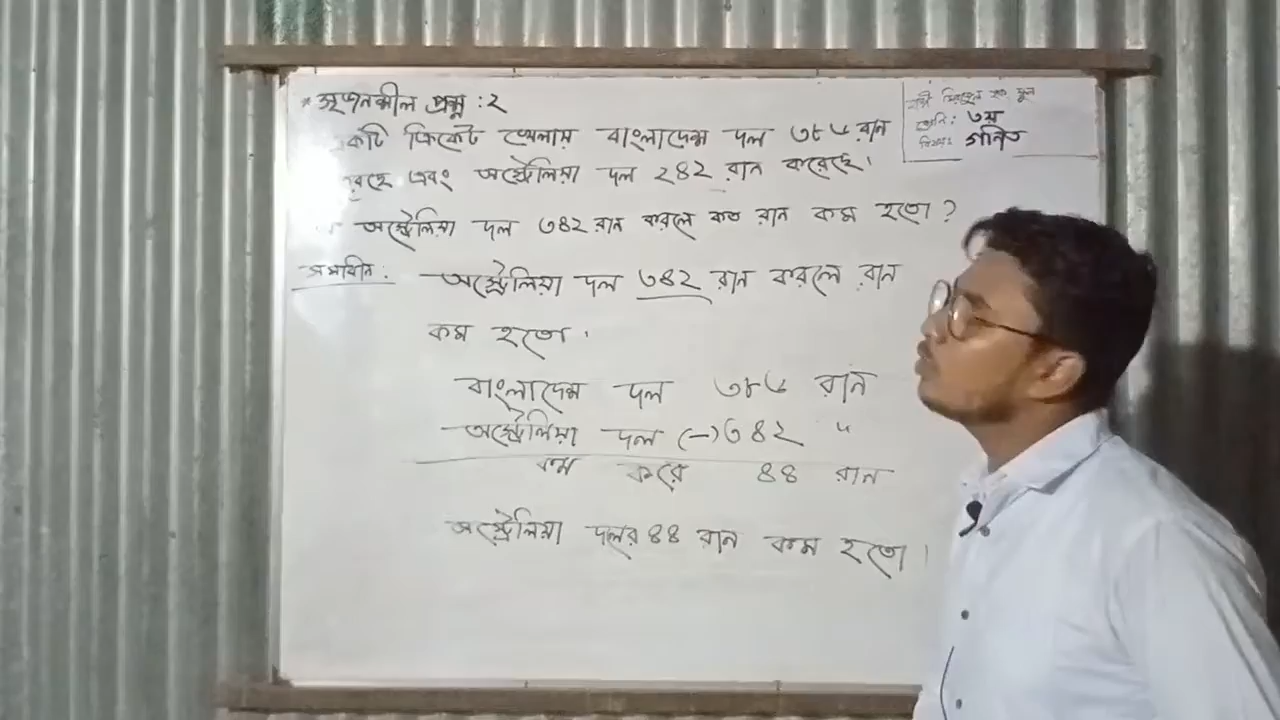 * সৃজনশীল প্রশ্ন : ২
একটি ক্রিকেট খেলায় বাংলাদেশ দল ৩৮৬ রান
করেছে এবং অস্ট্রেলিয়া দল ২৪২ রান করেছে।
অস্ট্রেলিয়া দল ৩৪২ রান করলে কত রান কম হতো ?
শ্রেণি : ৩য়
বিষয় : গণিত
সমাধান :
অস্ট্রেলিয়া দল ৩৪২ রান করলে রান
কম হতো ।
বাংলাদেশ দল ৩৮৬ রান
অস্ট্রেলিয়া দল (-) ৩৪২ "
কম করে ৪৪ রান
অস্ট্রেলিয়া দলের ৪৪ রান কম হতো ।